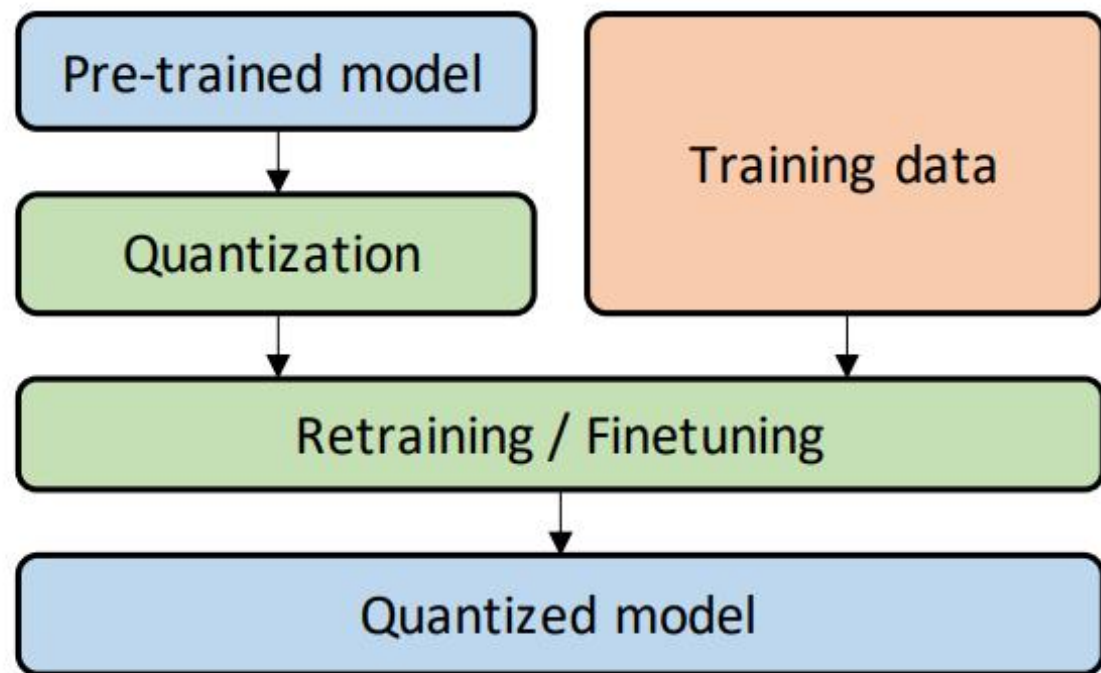 Pre-trained model
Training data
Quantization
Retraining / Finetuning
Quantized model